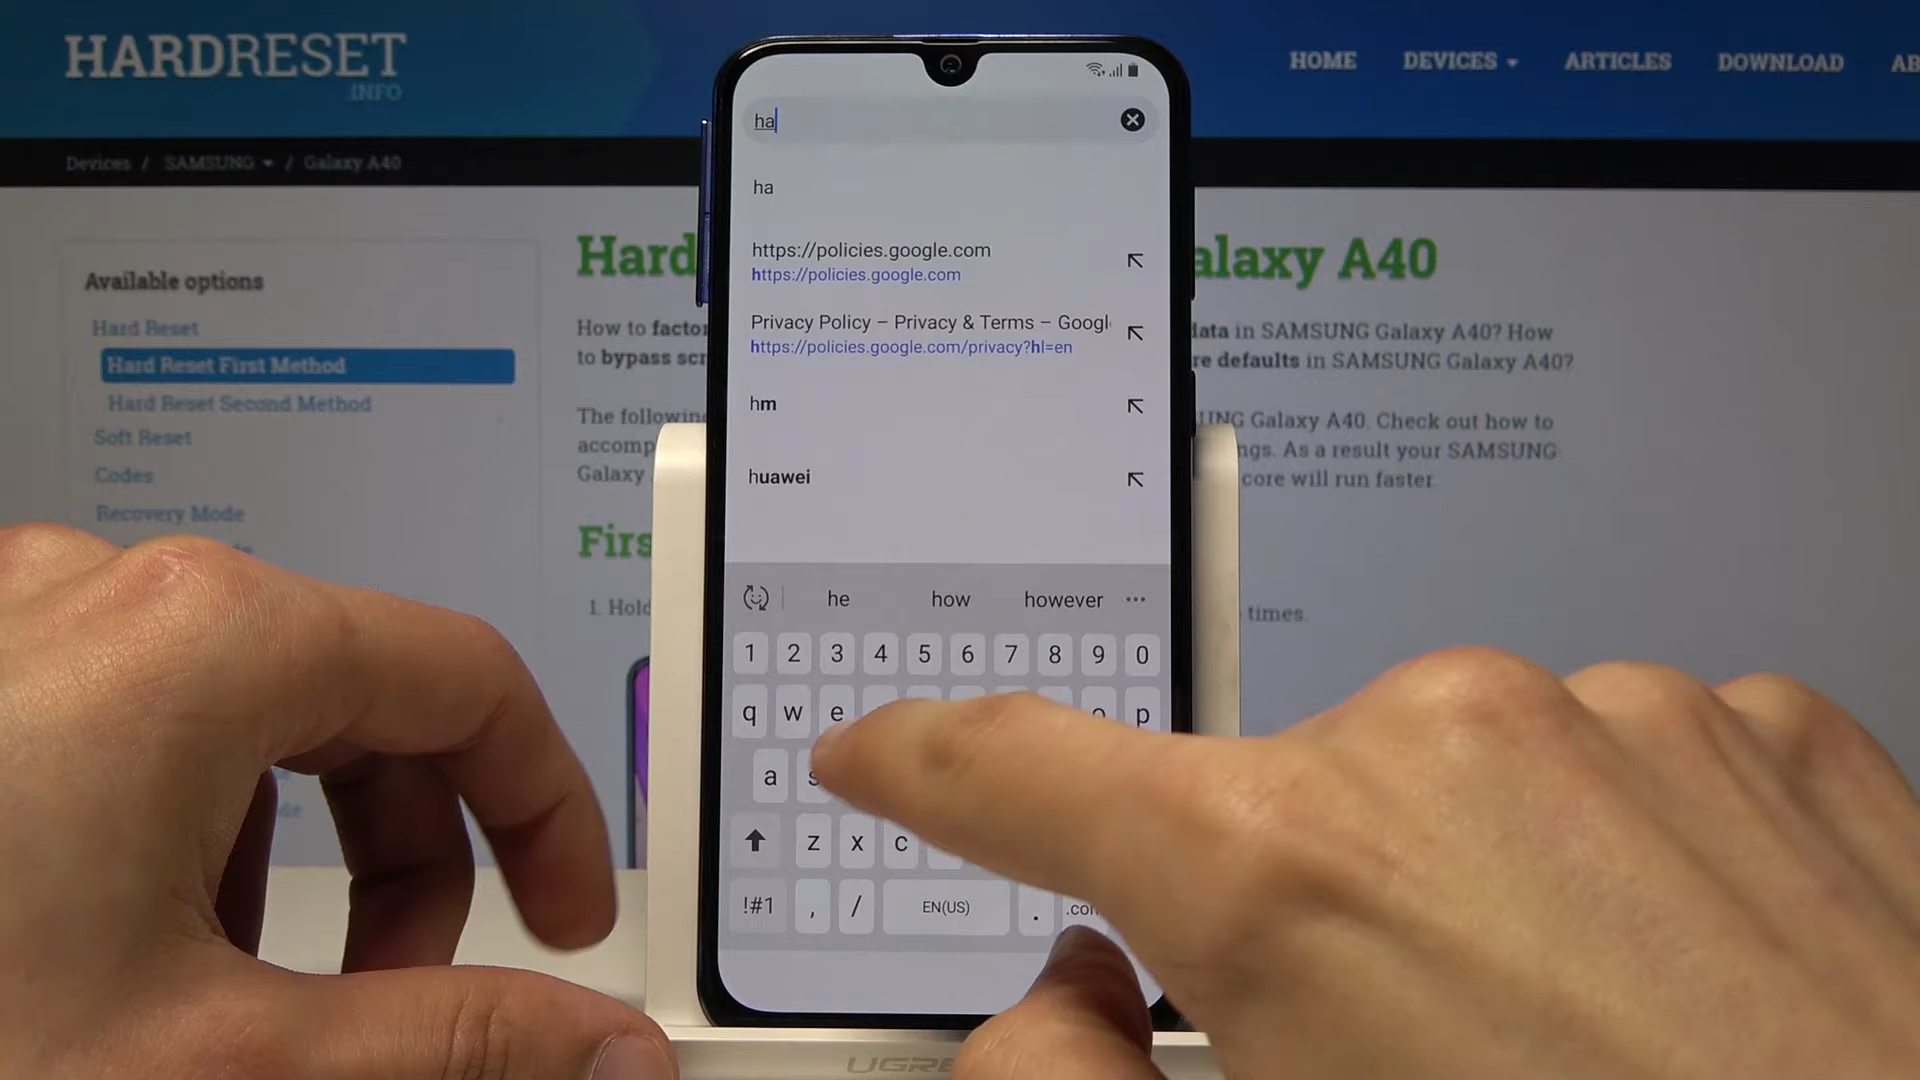 HARDRESET
.INFO
HOME
DEVICES
ARTICLES
DOWNLOAD
AB
Devices / SAMSUNG / Galaxy A40
Available options
Hard Reset
Hard Reset First Method
Hard Reset Second Method
Soft Reset
Codes
Recovery Mode
Hard
alaxy A40
How to factor
data in SAMSUNG Galaxy A40? How
to bypass scr
re defaults in SAMSUNG Galaxy A40?
The following
SUNG Galaxy A40. Check out how to
accomp
ngs. As a result your SAMSUNG
Galaxy
core will run faster.
Firs
1. Hold
times.
ha
ha
https://policies.google.com
https://policies.google.com
Privacy Policy – Privacy & Terms – Googl
https://policies.google.com/privacy?hl=en
hm
huawei
he how however
1 2 3 4 5 6 7 8 9 0
q w e o p
a s
z x c
!#1 , / EN(US) . .com
UGRE